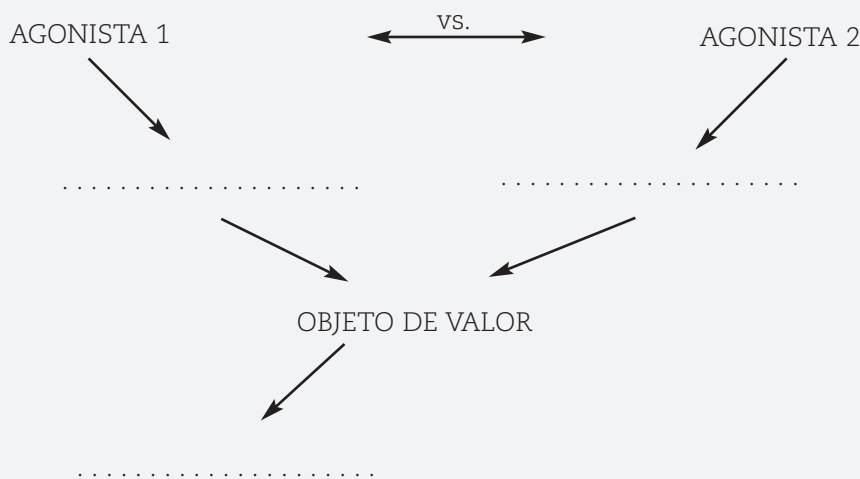 AGONISTA 1
vs.
AGONISTA 2
. . . . . . . . . . . . . . . . . . . . .
. . . . . . . . . . . . . . . . . . . . .
OBJETO DE VALOR
. . . . . . . . . . . . . . . . . . . . .